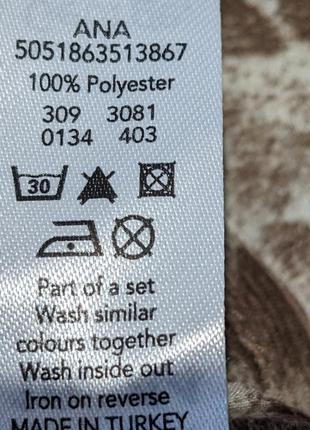 ANA
5051863513867
100% Polyester
309 3081
0134 403
30
Part of a set
Wash similar
colours together
Wash inside out
Iron on reverse
MADE IN TURKEY